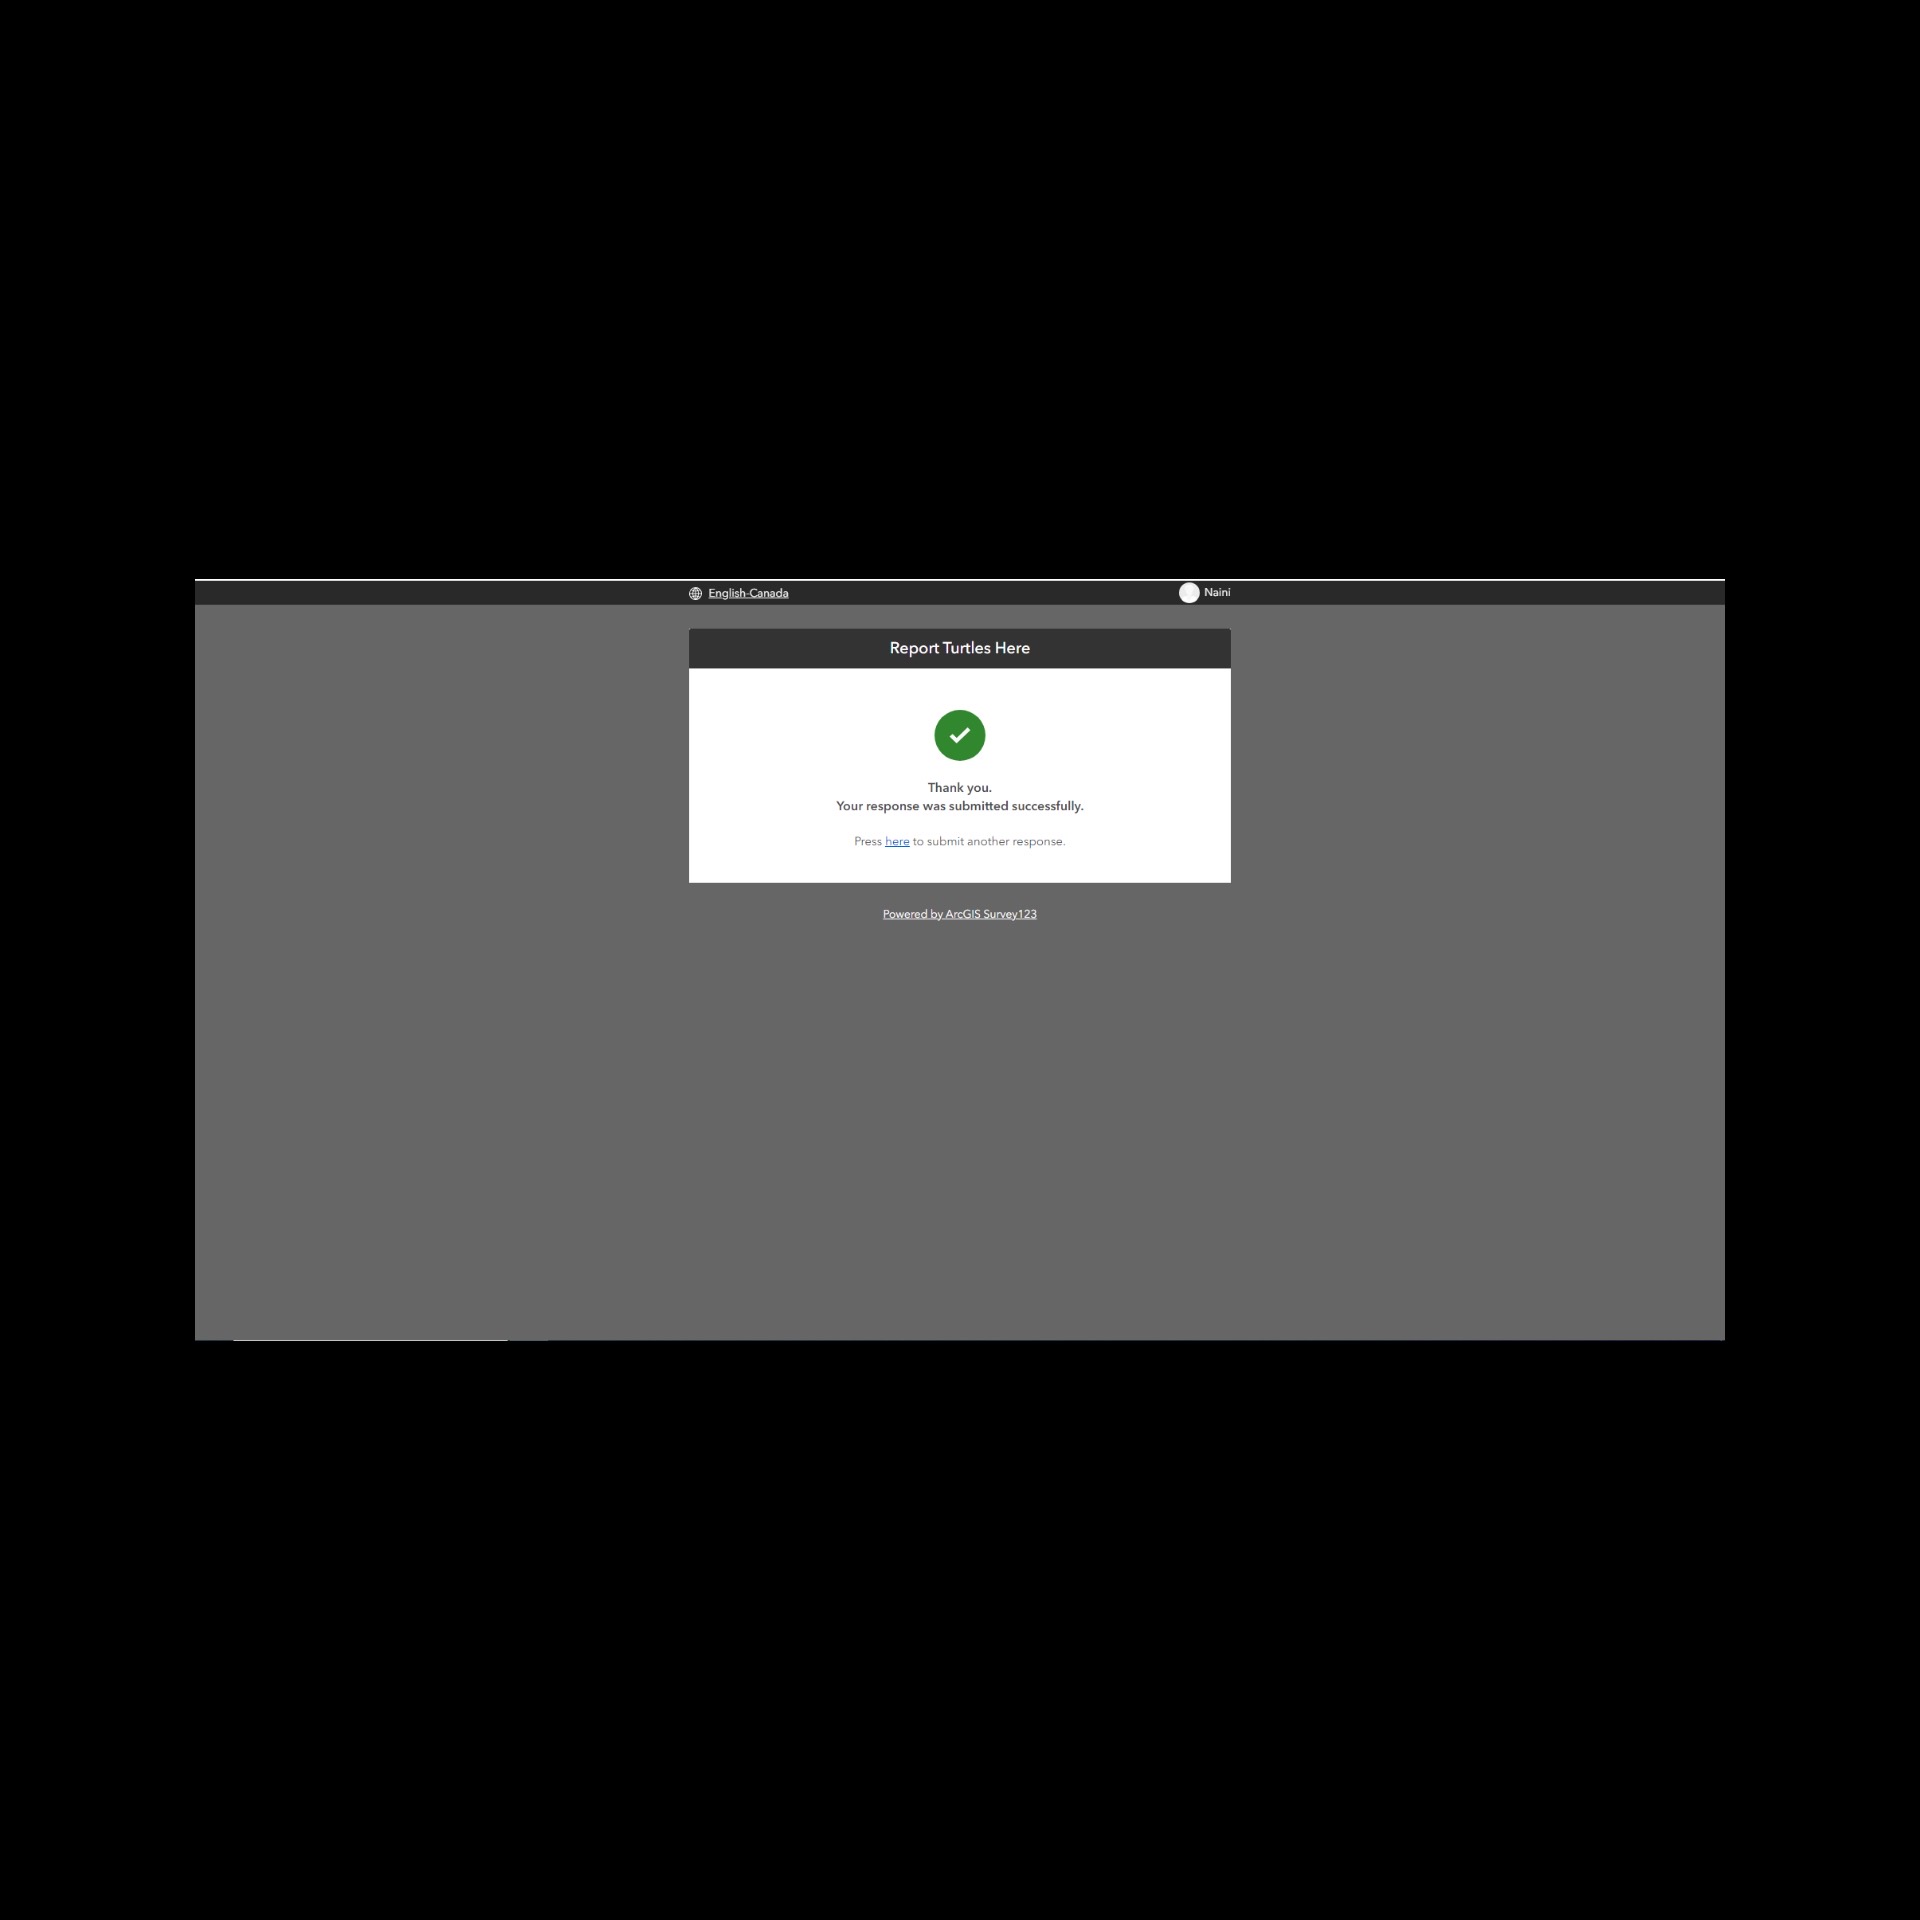 English-Canada
Naini
Report Turtles Here
Thank you.
Your response was submitted successfully.
Press here to submit another response.
Powered by ArcGIS Survey123